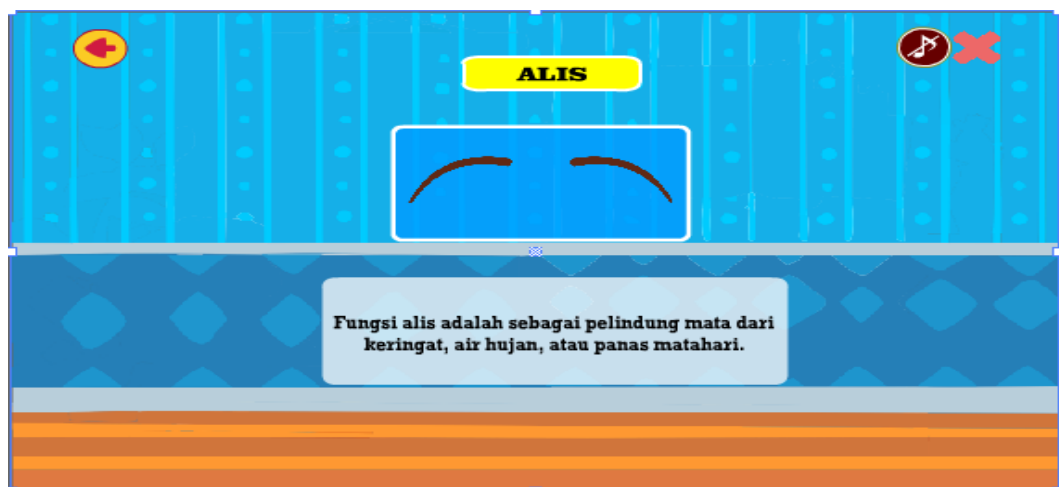 ALIS
Fungsi alis adalah sebagai pelindung mata dari
keringat, air hujan, atau panas matahari.